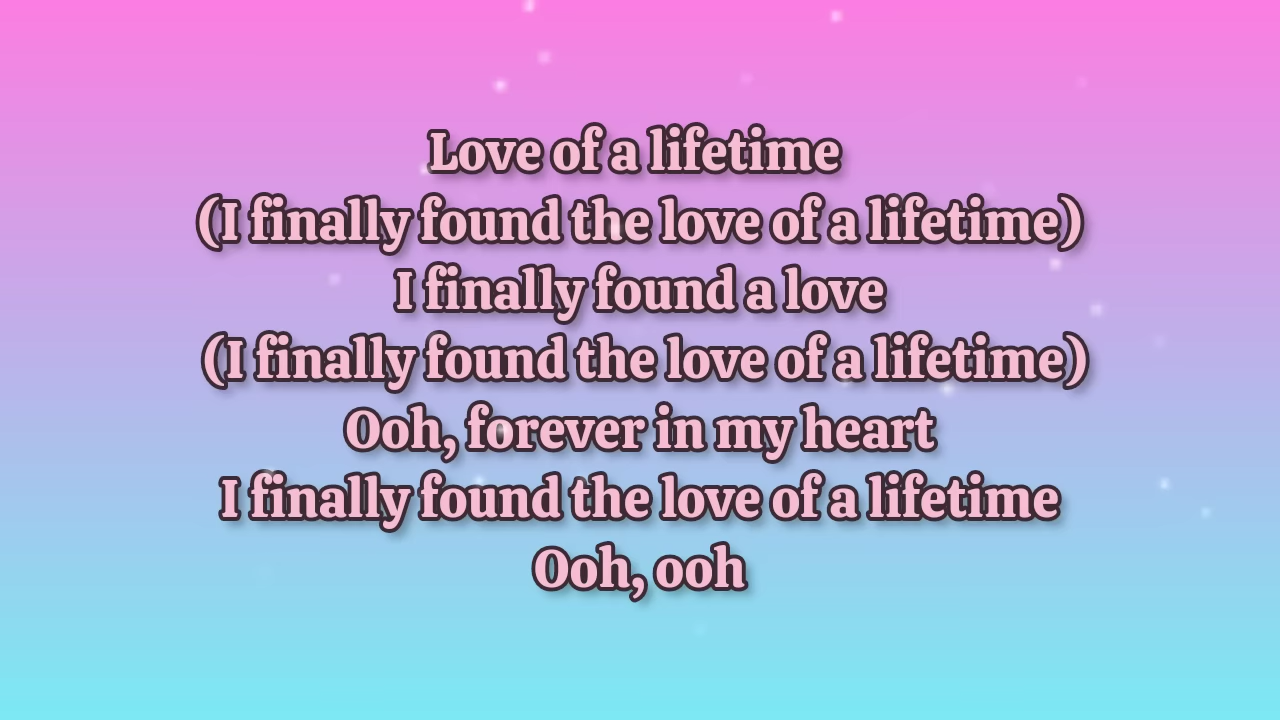 Love of a lifetime
(I finally found the love of a lifetime)
I finally found a love
(I finally found the love of a lifetime)
Ooh, forever in my heart
I finally found the love of a lifetime
Ooh, ooh